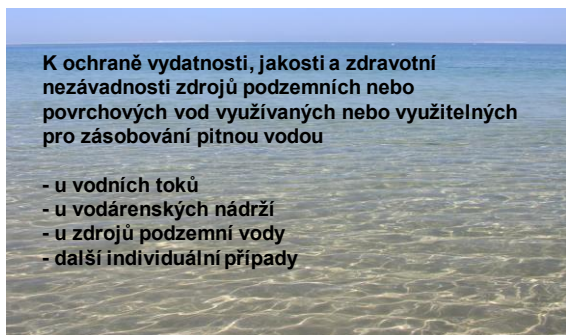 K ochraně vydatnosti, jakosti a zdravotní
nezávadnosti zdrojů podzemních nebo
povrchových vod využívaných nebo využitelných
pro zásobování pitnou vodou
- u vodních toků
- u vodárenských nádrží
- u zdrojů podzemní vody
- další individuální případy